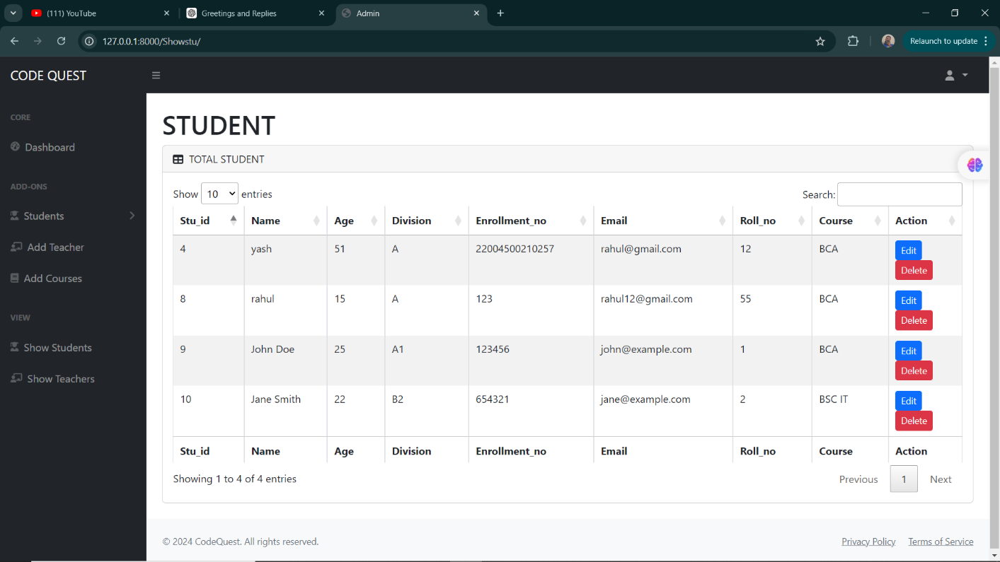 (111) YouTube
Greetings and Replies
Admin
127.0.0.1:8000/Showstu/
Relaunch to update
CODE QUEST
CORE
Dashboard
ADD-ONS
Students
Add Teacher
Add Courses
VIEW
Show Students
Show Teachers
STUDENT
TOTAL STUDENT
Show 10 entries Search:
Stu_id Name Age Division Enrollment_no Email Roll_no Course Action
4 yash 51 A 22004500210257 rahul@gmail.com 12 BCA Edit
Delete
8 rahul 15 A 123 rahul12@gmail.com 55 BCA Edit
Delete
9 John Doe 25 A1 123456 john@example.com 1 BCA Edit
Delete
10 Jane Smith 22 B2 654321 jane@example.com 2 BSC IT Edit
Delete
Stu_id Name Age Division Enrollment_no Email Roll_no Course Action
Showing 1 to 4 of 4 entries Previous 1 Next
© 2024 CodeQuest. All rights reserved. Privacy Policy Terms of Service